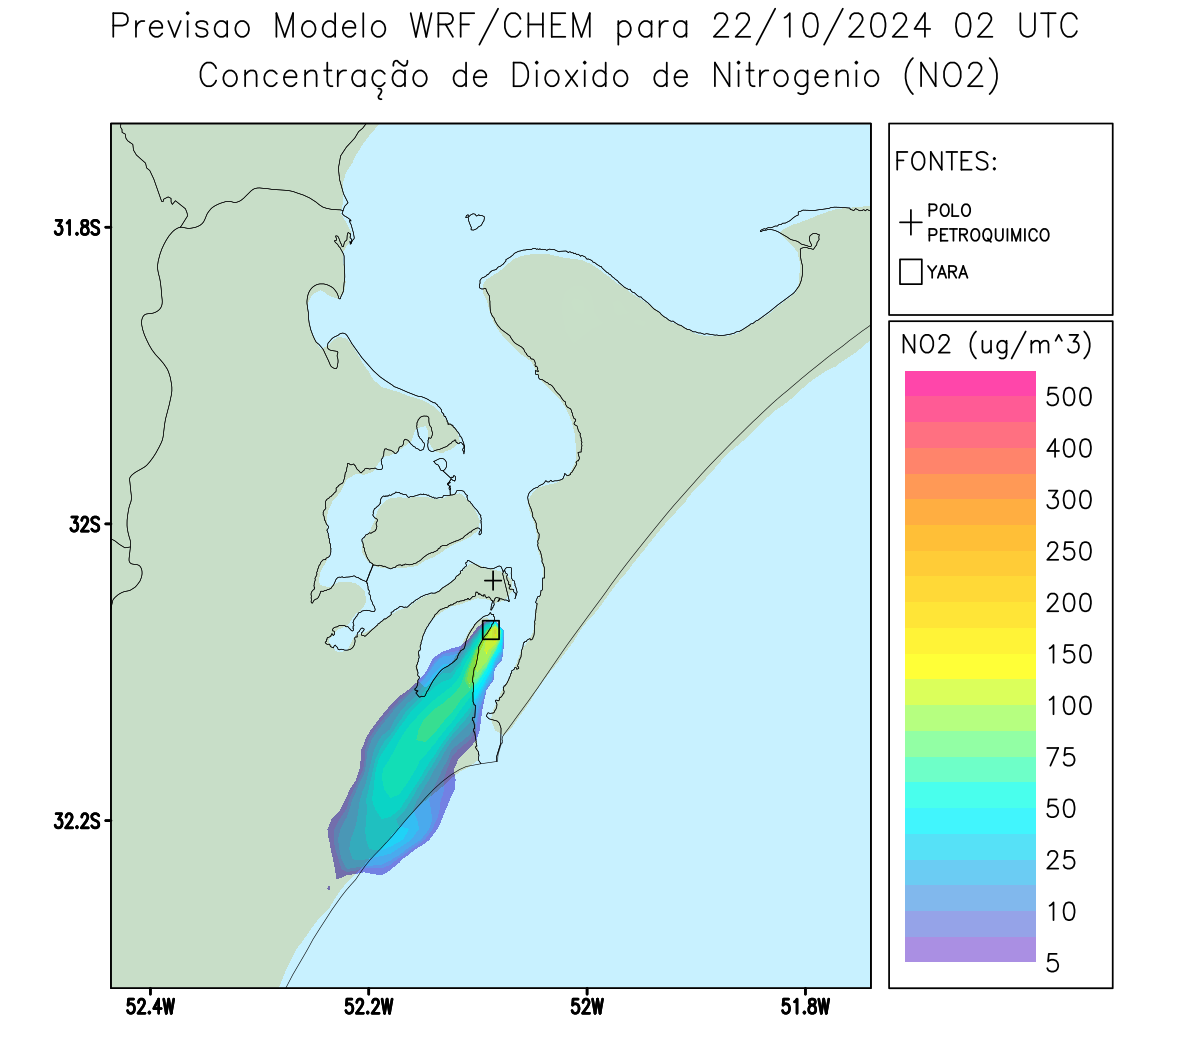 Previsao Modelo WRF/CHEM para 22/10/2024 02 UTC
Concentração de Dioxido de Nitrogenio (NO2)
FONTES:
POLO
PETROQUIMICO
YARA
NO2 (ug/m^3)
500
400
300
250
200
150
100
75
50
25
10
5
31.8S
32S
32.2S
52.4W
52.2W
52W
51.8W